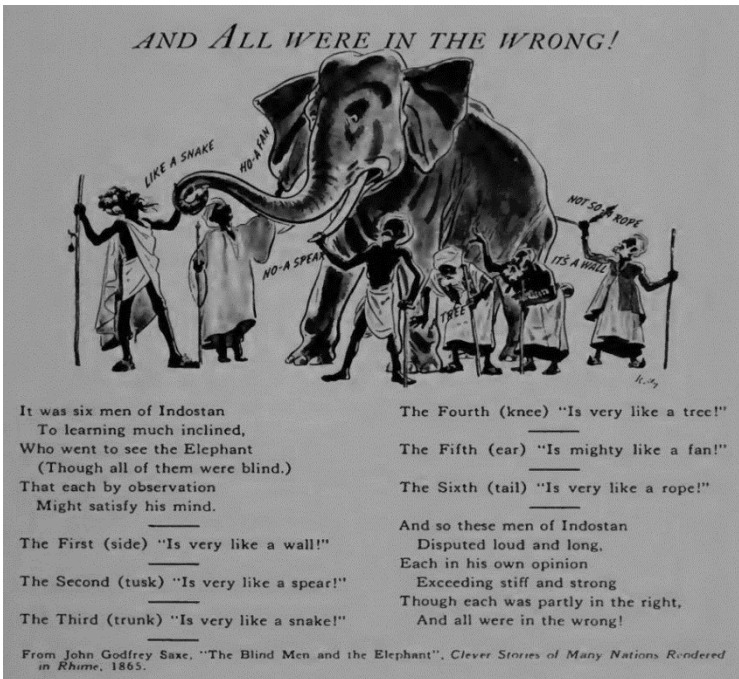 AND ALL WERE IN THE WRONG!
LIKE A SNAKE
HO-A FAN
NO-A SPEAR
TREE
NOT SO-A ROPE
IT'S A WALL
It was six men of Indostan
To learning much inclined,
Who went to see the Elephant
(Though all of them were blind.)
That each by observation
Might satisfy his mind.
The First (side) "Is very like a wall!"
The Second (tusk) "Is very like a spear!"
The Third (trunk) "Is very like a snake!"
The Fourth (knee) "Is very like a tree!"
The Fifth (ear) "Is mighty like a fan!"
The Sixth (tail) "Is very like a rope!"
And so these men of Indostan
Disputed loud and long,
Each in his own opinion
Exceeding stiff and strong
Though each was partly in the right,
And all were in the wrong!
From John Godfrey Saxe, "The Blind Men and the Elephant", Clever Stories of Many Nations Rendered
in Rhime, 1865.